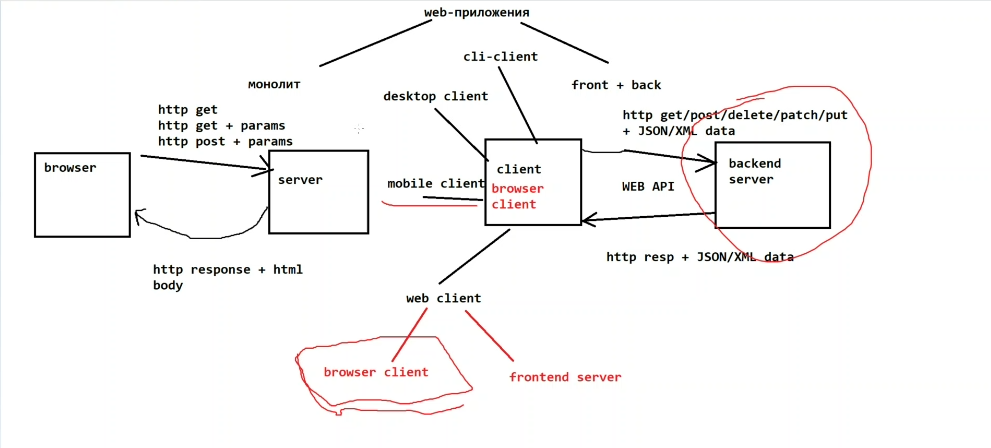 web-приложения
cli-client
монолит
front + back
desktop client
http get
http get + params
http post + params
http get/post/delete/patch/put
+ JSON/XML data
browser
server
client
browser
client
mobile client
WEB API
backend
server
http response + html
body
http resp + JSON/XML data
web client
browser client
frontend server